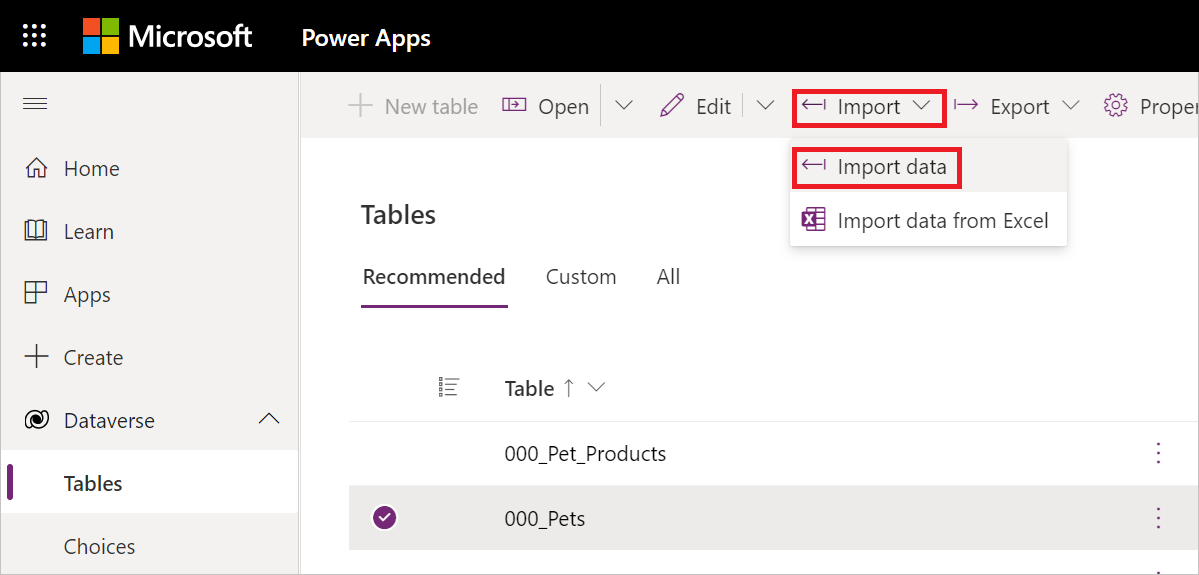 Microsoft Power Apps
New table Open Edit Import Export Proper
Import data
Import data from Excel
Home
Learn
Apps
Create
Dataverse
Tables
Choices
Tables
Recommended Custom All
Table
000_Pet_Products
000_Pets